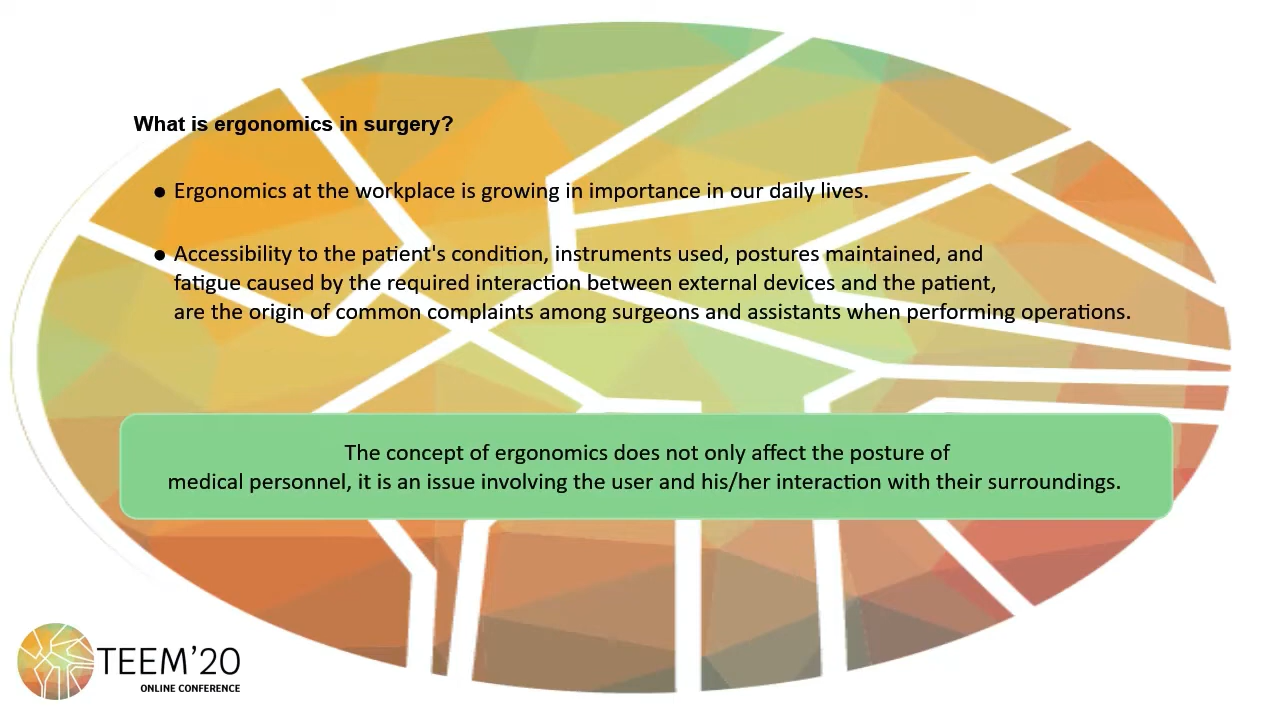 What is ergonomics in surgery?
● Ergonomics at the workplace is growing in importance in our daily lives.
● Accessibility to the patient's condition, instruments used, postures maintained, and
fatigue caused by the required interaction between external devices and the patient,
are the origin of common complaints among surgeons and assistants when performing operations.
The concept of ergonomics does not only affect the posture of
medical personnel, it is an issue involving the user and his/her interaction with their surroundings.
TEEM’20
ONLINE CONFERENCE